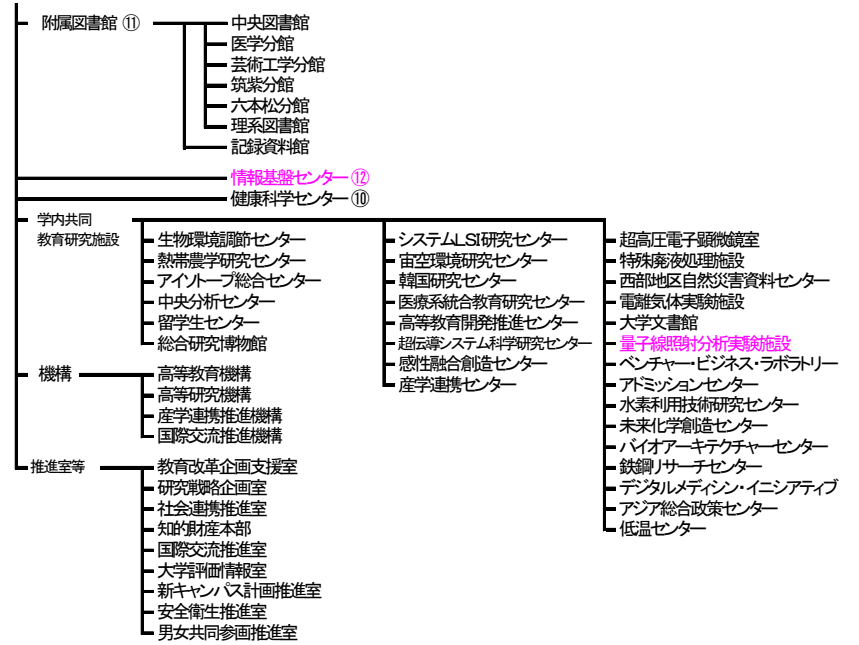 附属図書館 ⑪
中央図書館
医学分館
芸術工学分館
筑紫分館
六本松分館
理系図書館
記録資料館
情報基盤センター ⑫
健康科学センター ⑩
学内共同
教育研究施設
生物環境調節センター
熱帯農学研究センター
アイソトープ総合センター
中央分析センター
留学生センター
総合研究博物館
システムLSI研究センター
宙空環境研究センター
韓国研究センター
医療系統合教育研究センター
高等教育開発推進センター
超伝導システム科学研究センター
感性融合創造センター
産学連携センター
超高圧電子顕微鏡室
特殊廃液処理施設
西部地区自然災害資料センター
電離気体実験施設
大学文書館
量子線照射分析実験施設
ベンチャー・ビジネス・ラボラトリー
アドミッションセンター
水素利用技術研究センター
未来化学創造センター
バイオアーキテクチャーセンター
鉄鋼リサーチセンター
デジタルメディシン・イニシアティブ
アジア総合政策センター
低温センター
機構
高等教育機構
高等研究機構
産学連携推進機構
国際交流推進機構
推進室等
教育改革企画支援室
研究戦略企画室
社会連携推進室
知的財産本部
国際交流推進室
大学評価情報室
新キャンパス計画推進室
安全衛生推進室
男女共同参画推進室